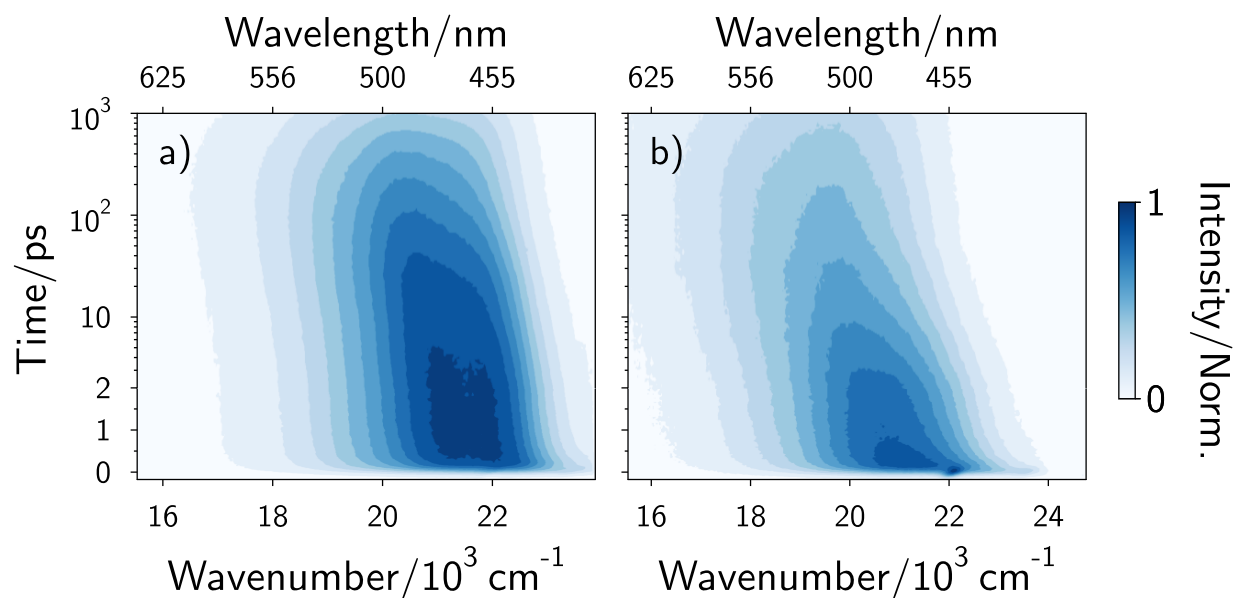 Wavelength/nm
Wavelength/nm
625 556 500 455
625 556 500 455
a)
b)
10³
10²
10
2
1
0
Time/ps
16 18 20 22
16 18 20 22 24
Wavenumber/10³ cm⁻¹
Wavenumber/10³ cm⁻¹
1
0
Intensity/Norm.